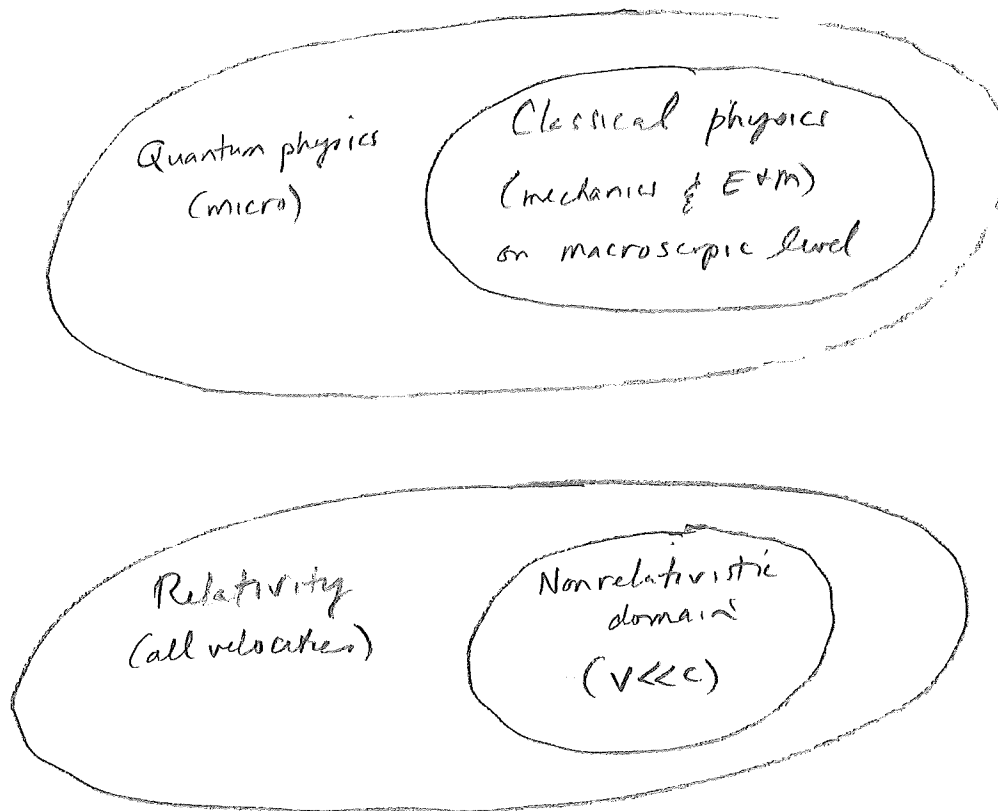 Quantum physics
(micro)
Classical physics
(mechanics & E+M)
on macroscopic level
Relativity
(all velocities)
Nonrelativistic
domain
(v<<c)